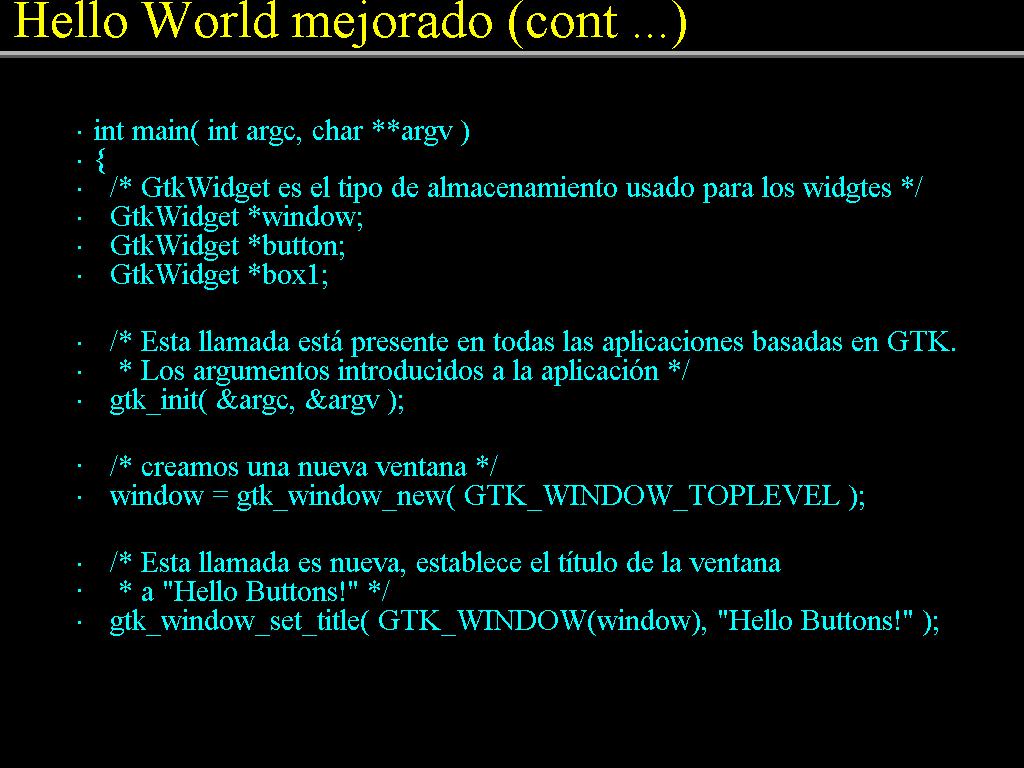 Hello World mejorado (cont ...)
· int main( int argc, char **argv )
· {
· /* GtkWidget es el tipo de almacenamiento usado para los widgtes */
· GtkWidget *window;
· GtkWidget *button;
· GtkWidget *box1;
· /* Esta llamada está presente en todas las aplicaciones basadas en GTK.
· * Los argumentos introducidos a la aplicación */
· gtk_init( &argc, &argv );
· /* creamos una nueva ventana */
· window = gtk_window_new( GTK_WINDOW_TOPLEVEL );
· /* Esta llamada es nueva, establece el título de la ventana
· * a "Hello Buttons!" */
· gtk_window_set_title( GTK_WINDOW(window), "Hello Buttons!" );